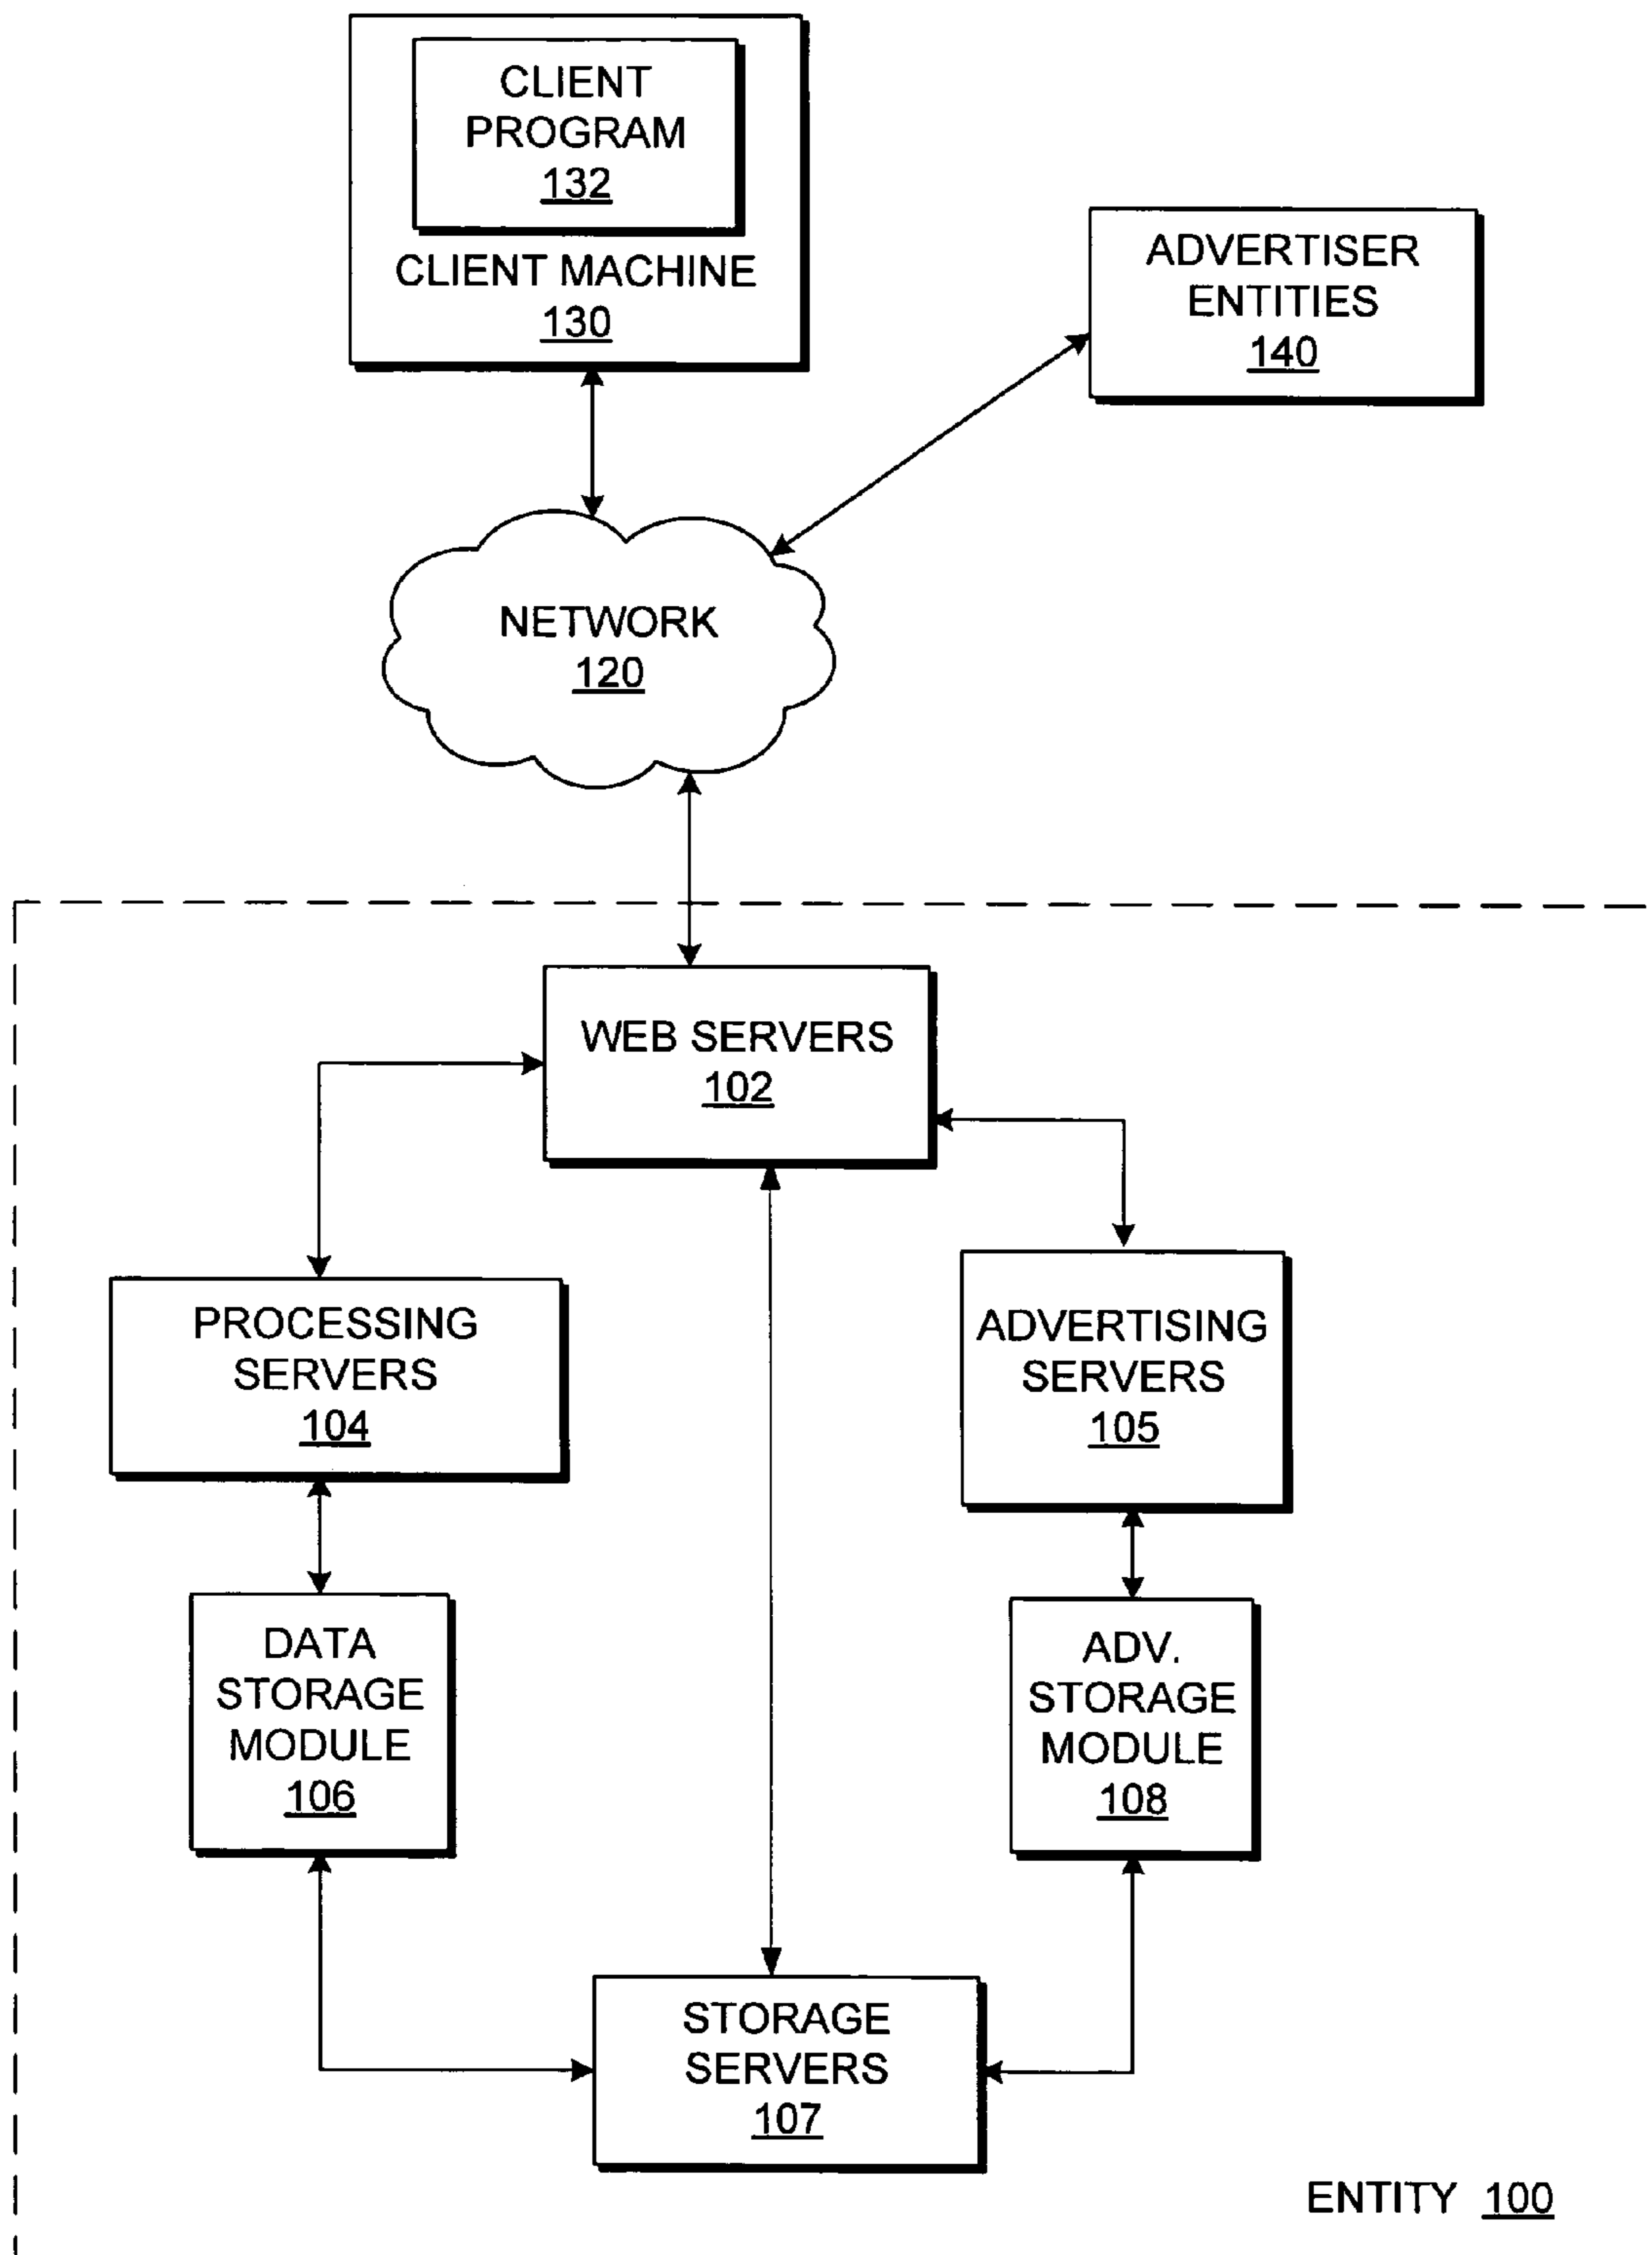 CLIENT
PROGRAM
132
CLIENT MACHINE
130
ADVERTISER
ENTITIES
140
NETWORK
120
WEB SERVERS
102
PROCESSING
SERVERS
104
ADVERTISING
SERVERS
105
DATA
STORAGE
MODULE
106
ADV.
STORAGE
MODULE
108
STORAGE
SERVERS
107
ENTITY 100